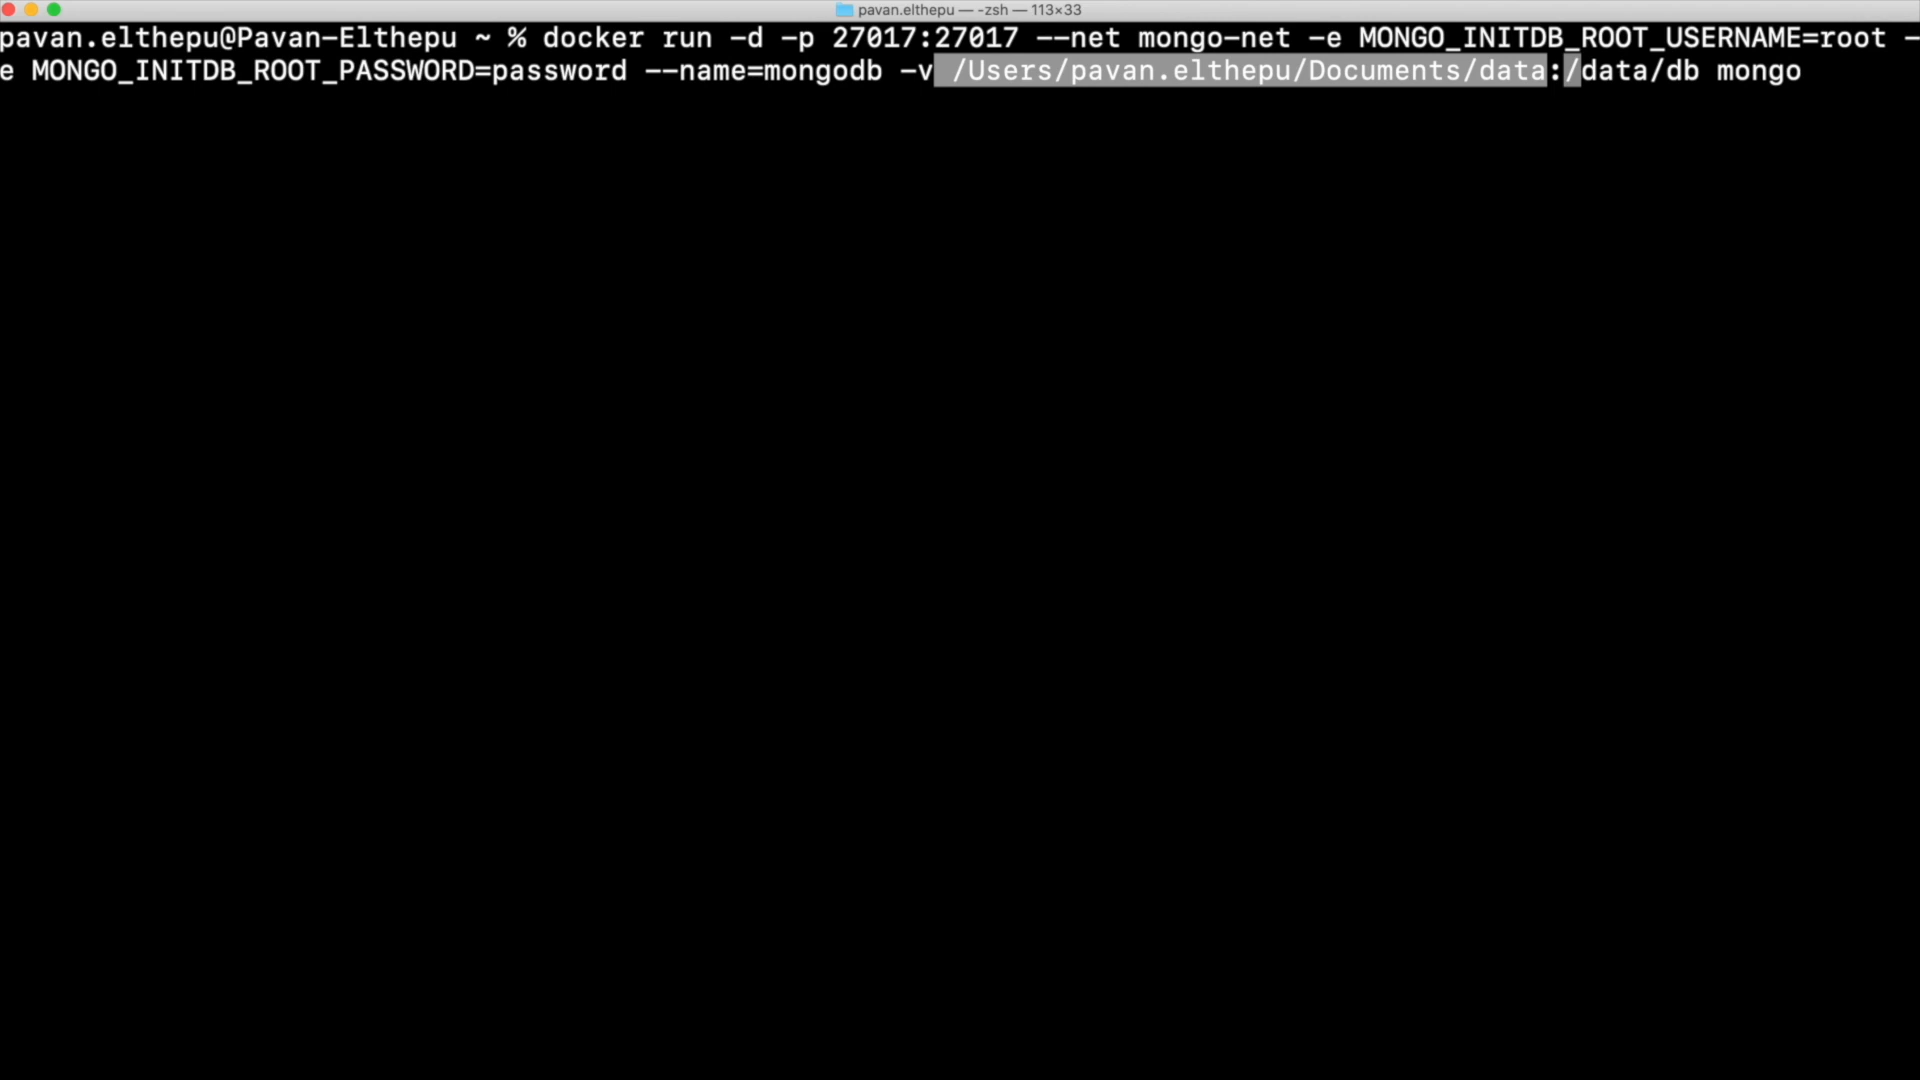 pavan.elthepu — -zsh — 113×33
pavan.elthepu@Pavan-Elthepu ~ % docker run -d -p 27017:27017 --net mongo-net -e MONGO_INITDB_ROOT_USERNAME=root -
e MONGO_INITDB_ROOT_PASSWORD=password --name=mongodb -v /Users/pavan.elthepu/Documents/data:/data/db mongo